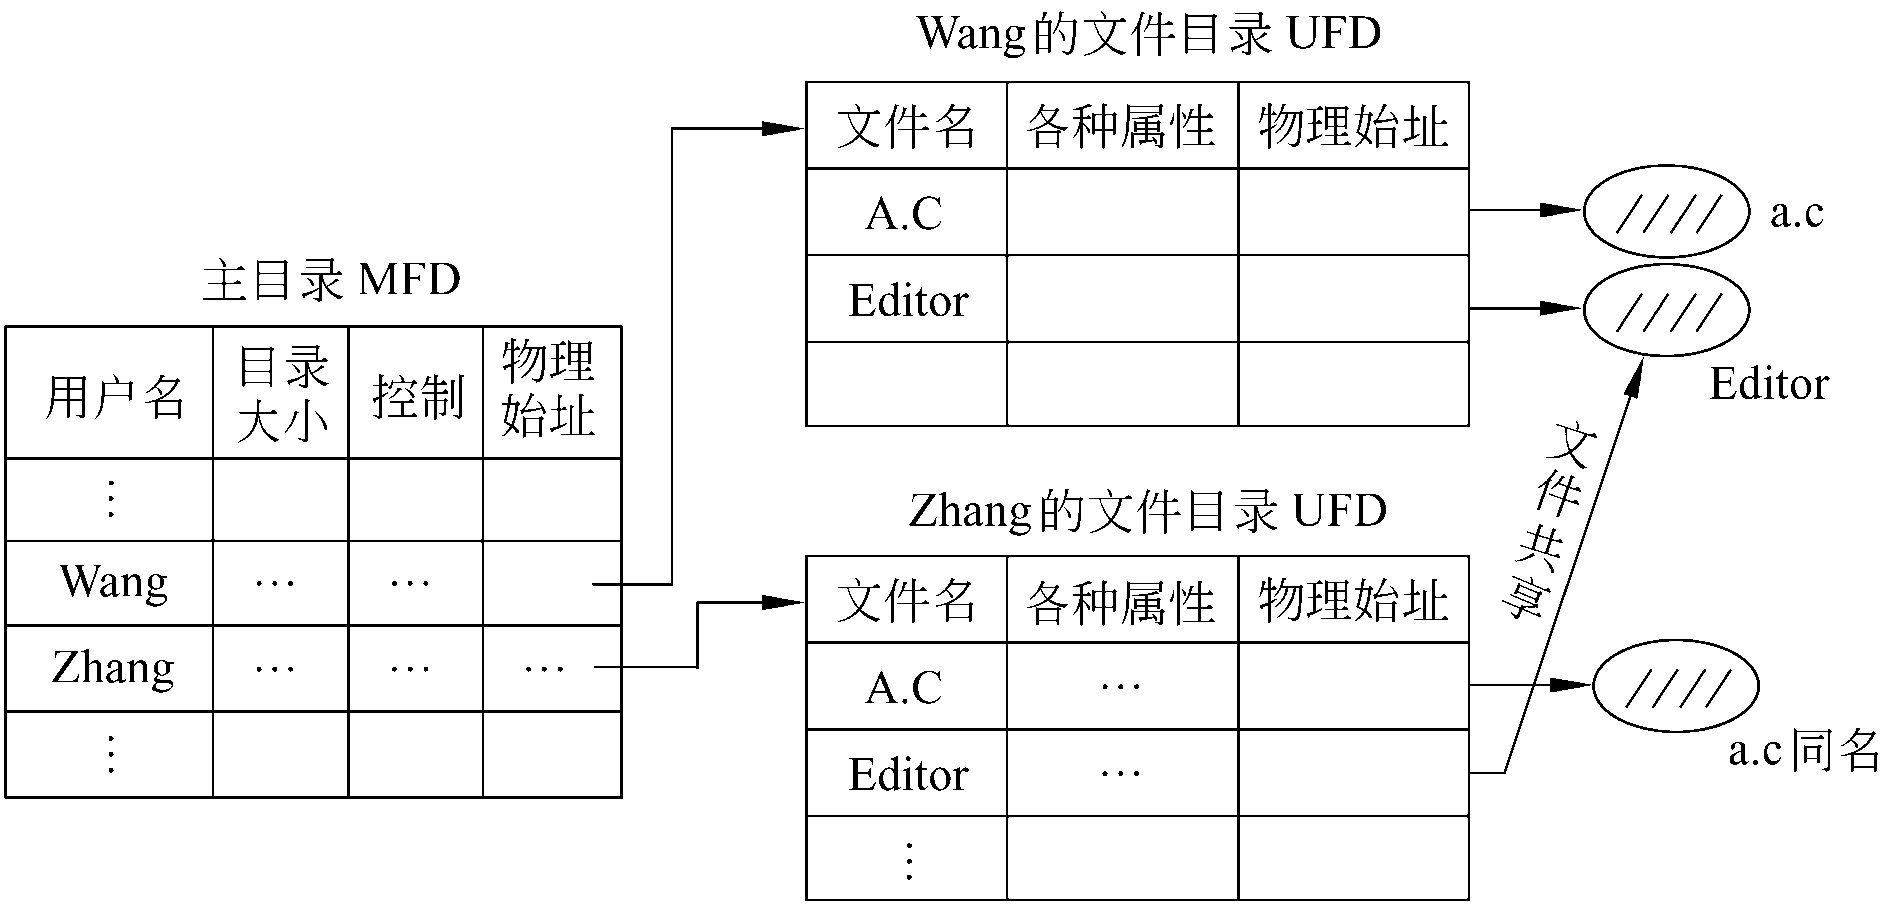 主目录 MFD
用户名 目录大小 控制 物理始址
⋮
Wang … …
Zhang … … …
⋮
Wang的文件目录 UFD
文件名 各种属性 物理始址
A.C
Editor
a.c
Editor
Zhang的文件目录 UFD
文件名 各种属性 物理始址
A.C …
Editor …
⋮
文件共享
a.c同名